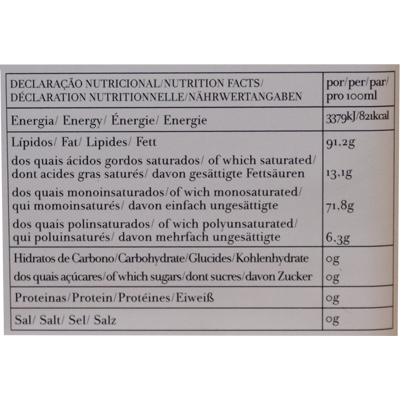 DECLARAÇÃO NUTRICIONAL/NUTRITION FACTS/
DÉCLARATION NUTRITIONNELLE/NÄHRWERTANGABEN
por/per/par/
pro 100ml
Energia/ Energy/ Énergie/ Energie
3379kJ/821kcal
Lípidos/ Fat/ Lipides/ Fett
91,2g
dos quais ácidos gordos saturados/ of which saturated/
dont acides gras saturés/ davon gesättigte Fettsäuren
13,1g
dos quais monoinsaturados/ of wich monosaturated/
qui momoinsaturés/ davon einfach ungesättigte
71,8g
dos quais polinsaturados/ of wich polyunsaturated/
qui poluinsaturés/ davon mehrfach ungesättigte
6,3g
Hidratos de Carbono/Carbohydrate/Glucides/Kohlenhydrate
0g
dos quais açúcares/of which sugars/dont sucres/davon Zucker
0g
Proteinas/Protein/Protéines/Eiweiß
0g
Sal/ Salt/ Sel/ Salz
0g